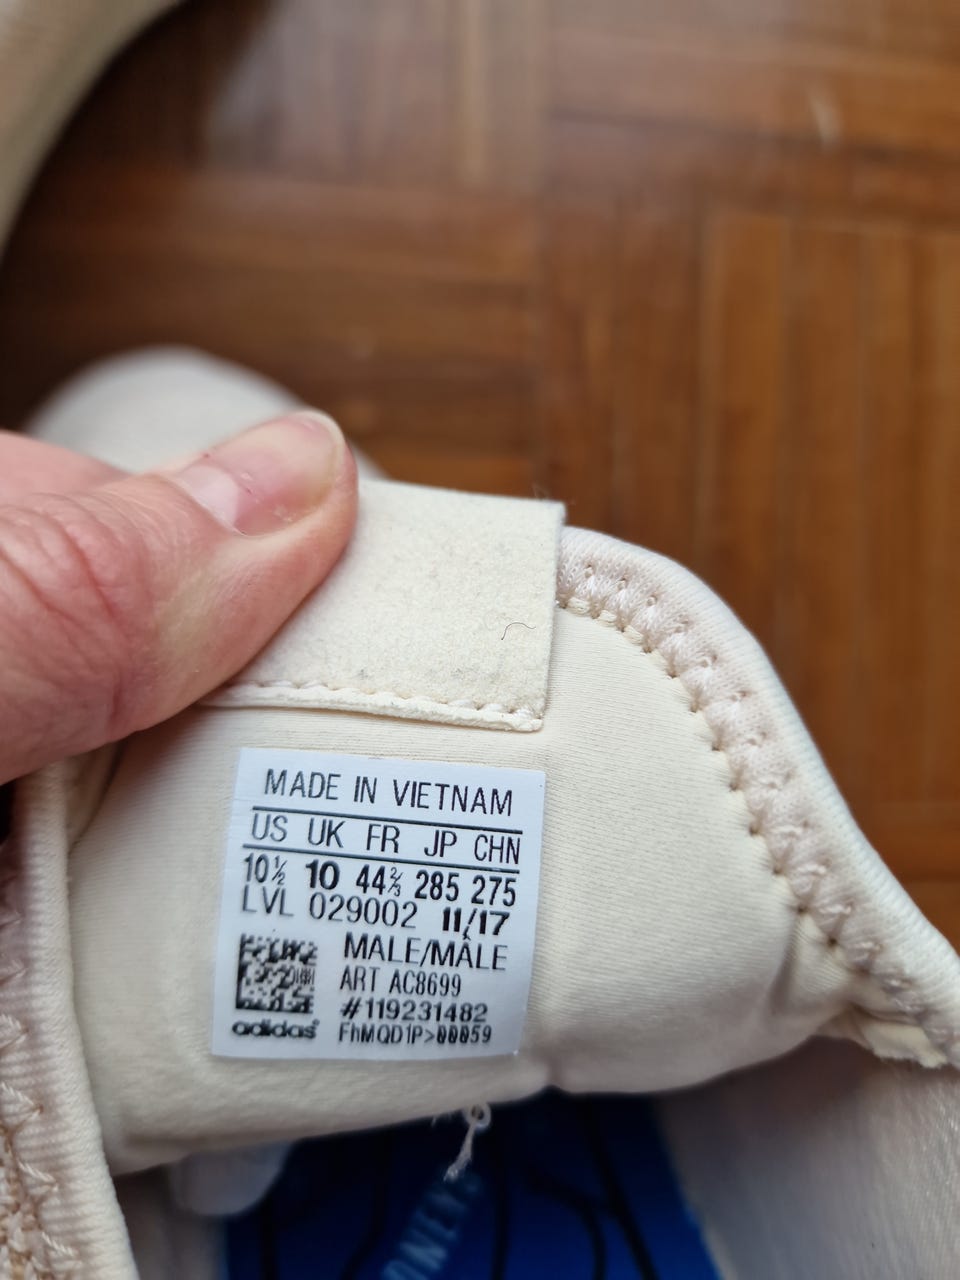 MADE IN VIETNAM
US UK FR JP CHN
10½ 10 44⅔ 285 275
LVL 029002 11/17
MALE/MÂLE
ART AC8699
#119231482
adidas
FhMQD1P>00059